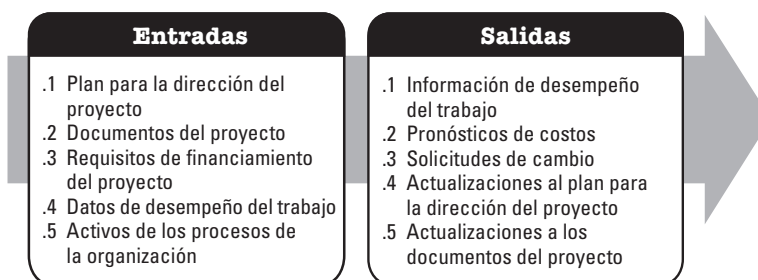 Entradas
.1 Plan para la dirección del
proyecto
.2 Documentos del proyecto
.3 Requisitos de financiamiento
del proyecto
.4 Datos de desempeño del trabajo
.5 Activos de los procesos de
la organización
Salidas
.1 Información de desempeño
del trabajo
.2 Pronósticos de costos
.3 Solicitudes de cambio
.4 Actualizaciones al plan para
la dirección del proyecto
.5 Actualizaciones a los
documentos del proyecto